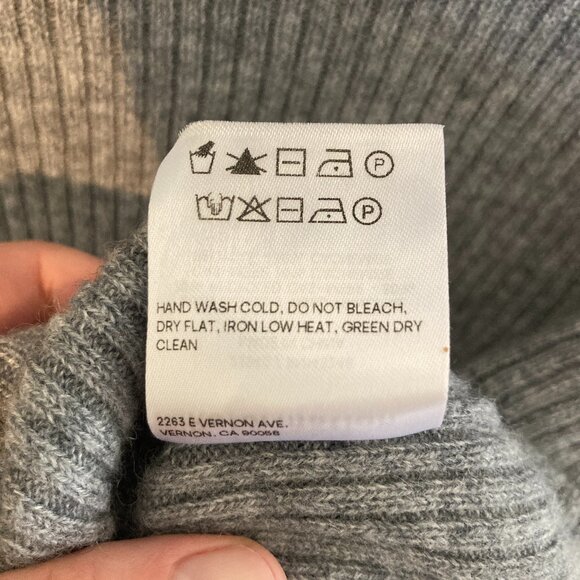 P
P
HAND WASH COLD, DO NOT BLEACH,
DRY FLAT, IRON LOW HEAT, GREEN DRY
CLEAN
2263 E VERNON AVE.
VERNON, CA 90058